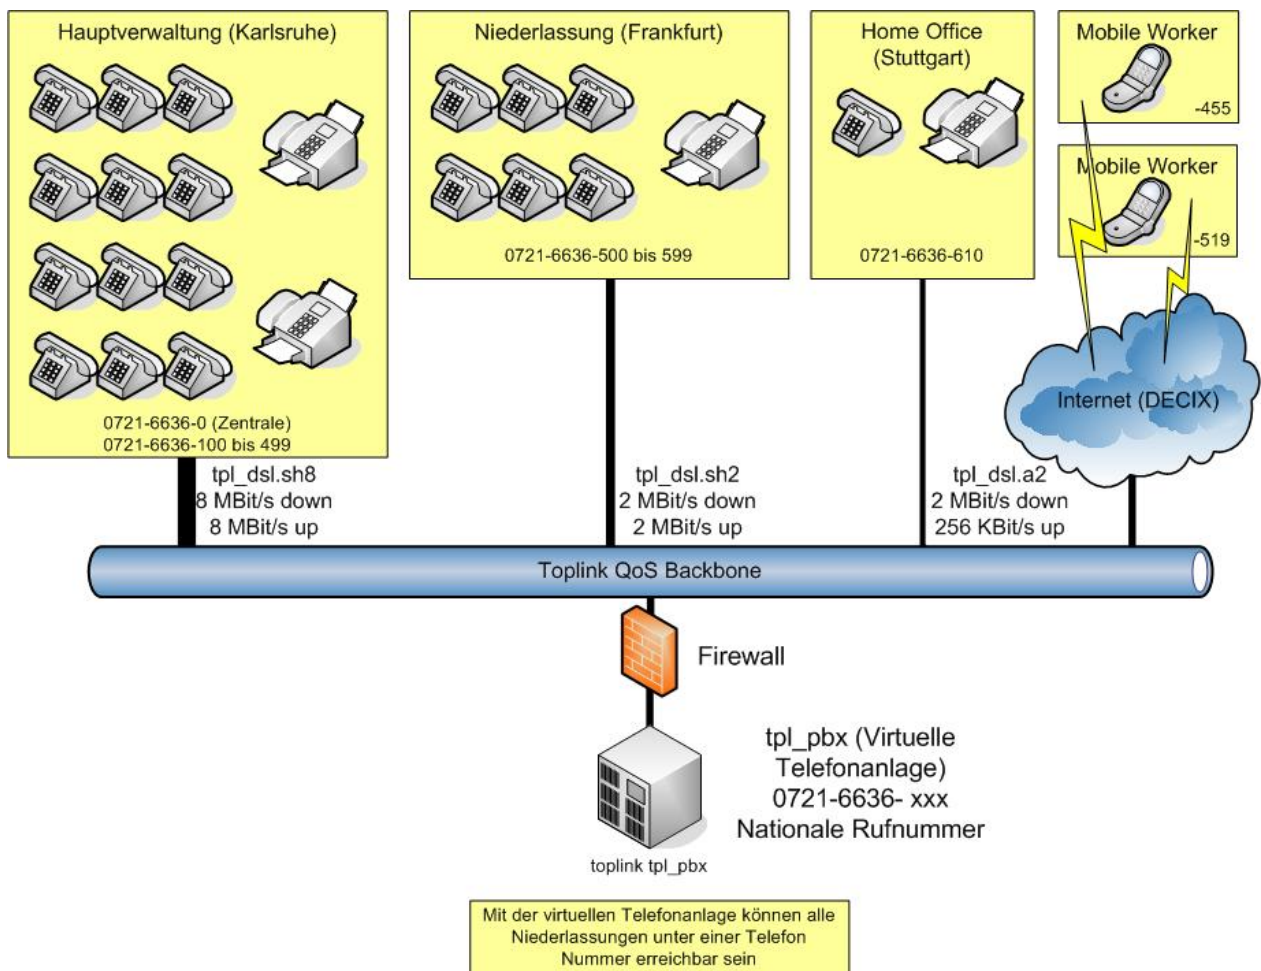 Hauptverwaltung (Karlsruhe)
0721-6636-0 (Zentrale)
0721-6636-100 bis 499
Niederlassung (Frankfurt)
0721-6636-500 bis 599
Home Office
(Stuttgart)
0721-6636-610
Mobile Worker
-455
Mobile Worker
-519
Internet (DECIX)
tpl_dsl.sh8
8 MBit/s down
8 MBit/s up
tpl_dsl.sh2
2 MBit/s down
2 MBit/s up
tpl_dsl.a2
2 MBit/s down
256 KBit/s up
Toplink QoS Backbone
Firewall
tpl_pbx (Virtuelle
Telefonanlage)
0721-6636- xxx
Nationale Rufnummer
toplink tpl_pbx
Mit der virtuellen Telefonanlage können alle
Niederlassungen unter einer Telefon
Nummer erreichbar sein